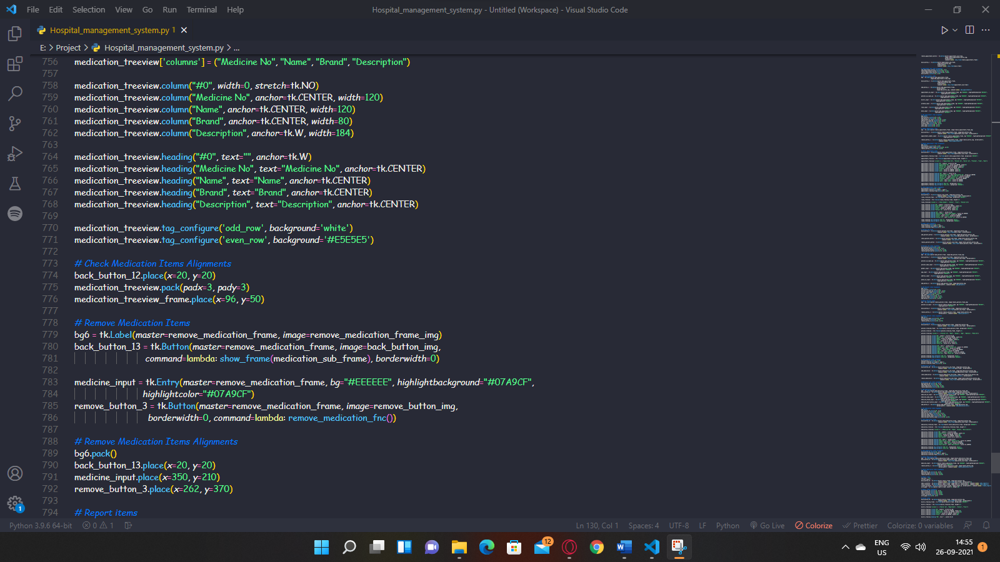 File Edit Selection View Go Run Terminal Help
Hospital_management_system.py - Untitled (Workspace) - Visual Studio Code
Hospital_management_system.py 1
E: > Project > Hospital_management_system.py > ...
756 medication_treeview['columns'] = ("Medicine No", "Name", "Brand", "Description")
757
758 medication_treeview.column("#0", width=0, stretch=tk.NO)
759 medication_treeview.column("Medicine No", anchor=tk.CENTER, width=120)
760 medication_treeview.column("Name", anchor=tk.CENTER, width=120)
761 medication_treeview.column("Brand", anchor=tk.CENTER, width=80)
762 medication_treeview.column("Description", anchor=tk.W, width=184)
763
764 medication_treeview.heading("#0", text="", anchor=tk.W)
765 medication_treeview.heading("Medicine No", text="Medicine No", anchor=tk.CENTER)
766 medication_treeview.heading("Name", text="Name", anchor=tk.CENTER)
767 medication_treeview.heading("Brand", text="Brand", anchor=tk.CENTER)
768 medication_treeview.heading("Description", text="Description", anchor=tk.CENTER)
769
770 medication_treeview.tag_configure('odd_row', background='white')
771 medication_treeview.tag_configure('even_row', background='#E5E5E5')
772
773 # Check Medication Items Alignments
774 back_button_12.place(x=20, y=20)
775 medication_treeview.pack(padx=3, pady=3)
776 medication_treeview_frame.place(x=96, y=50)
777
778 # Remove Medication Items
779 bg6 = tk.Label(master=remove_medication_frame, image=remove_medication_frame_img)
780 back_button_13 = tk.Button(master=remove_medication_frame, image=back_button_img,
781 command=lambda: show_frame(medication_sub_frame), borderwidth=0)
782
783 medicine_input = tk.Entry(master=remove_medication_frame, bg="#EEEEEE", highlightbackground="#07A9CF",
784 highlightcolor="#07A9CF")
785 remove_button_3 = tk.Button(master=remove_medication_frame, image=remove_button_img,
786 borderwidth=0, command=lambda: remove_medication_fnc())
787
788 # Remove Medication Items Alignments
789 bg6.pack()
790 back_button_13.place(x=20, y=20)
791 medicine_input.place(x=350, y=210)
792 remove_button_3.place(x=262, y=370)
793
794 # Report items
1
Python 3.9.6 64-bit 0 1 Ln 130, Col 1 Spaces: 4 UTF-8 LF Python Go Live Colorize Prettier Colorize: 0 variables
12
ENG
US
14:55
26-09-2021
1